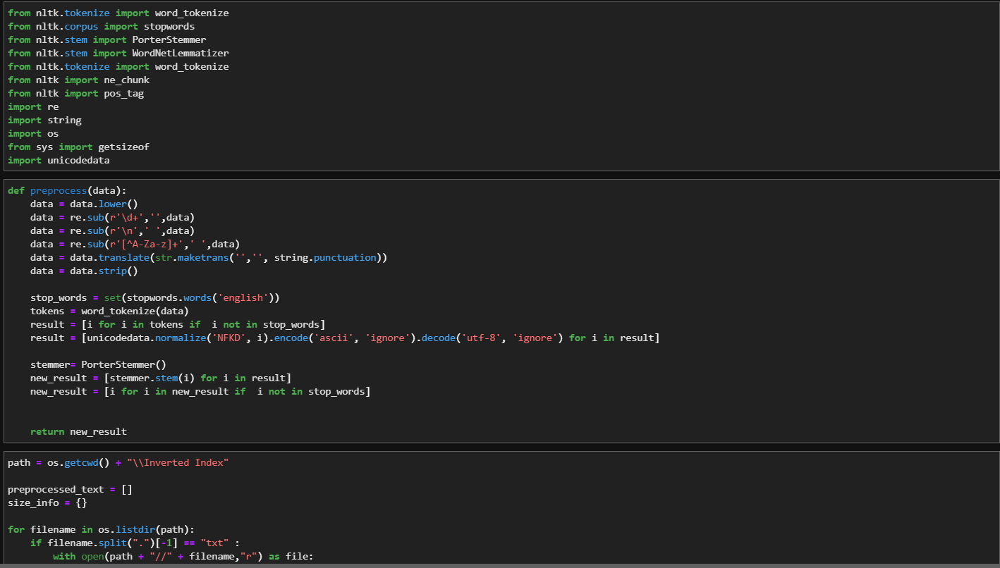 from nltk.tokenize import word_tokenize
from nltk.corpus import stopwords
from nltk.stem import PorterStemmer
from nltk.stem import WordNetLemmatizer
from nltk.tokenize import word_tokenize
from nltk import ne_chunk
from nltk import pos_tag
import re
import string
import os
from sys import getsizeof
import unicodedata
def preprocess(data):
    data = data.lower()
    data = re.sub(r'\d+','',data)
    data = re.sub(r'\n',' ',data)
    data = re.sub(r'[^A-Za-z]+',' ',data)
    data = data.translate(str.maketrans('','', string.punctuation))
    data = data.strip()

    stop_words = set(stopwords.words('english'))
    tokens = word_tokenize(data)
    result = [i for i in tokens if  i not in stop_words]
    result = [unicodedata.normalize('NFKD', i).encode('ascii', 'ignore').decode('utf-8', 'ignore') for i in result]

    stemmer= PorterStemmer()
    new_result = [stemmer.stem(i) for i in result]
    new_result = [i for i in new_result if  i not in stop_words]


    return new_result
path = os.getcwd() + "\\Inverted Index"

preprocessed_text = []
size_info = {}

for filename in os.listdir(path):
    if filename.split(".")[-1] == "txt" :
        with open(path + "//" + filename,"r") as file: